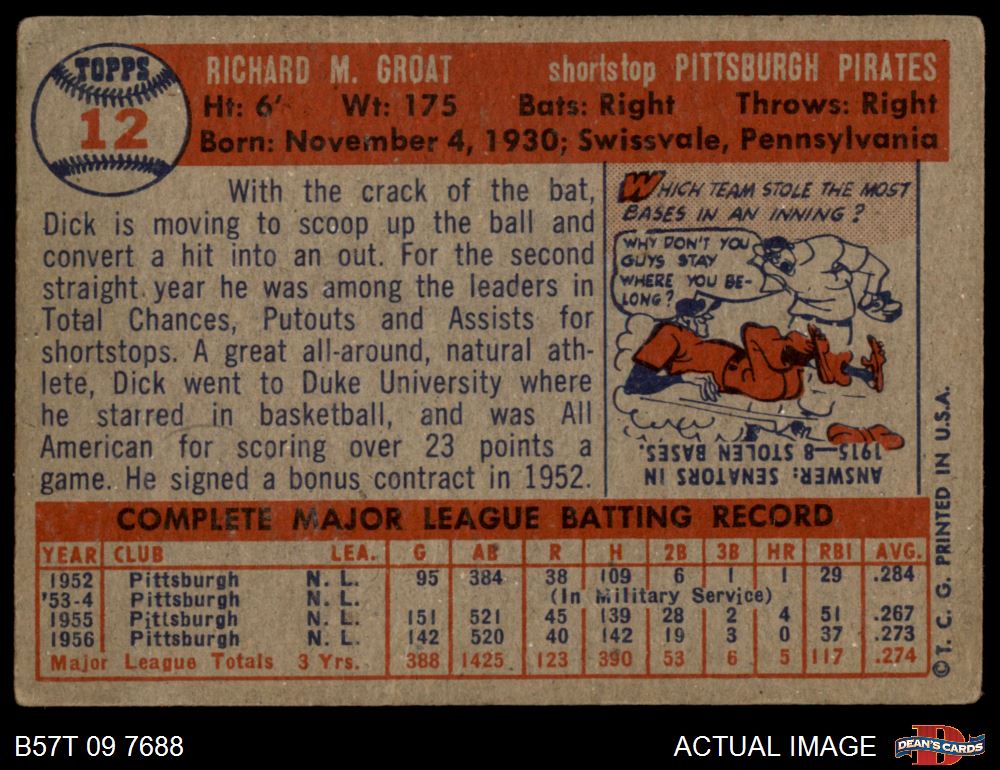 TOPPS
12
RICHARD M. GROAT shortstop PITTSBURGH PIRATES
Ht: 6' Wt: 175 Bats: Right Throws: Right
Born: November 4, 1930; Swissvale, Pennsylvania
With the crack of the bat,
Dick is moving to scoop up the ball and
convert a hit into an out. For the second
straight year he was among the leaders in
Total Chances, Putouts and Assists for
shortstops. A great all-around, natural ath-
lete, Dick went to Duke University where
he starred in basketball, and was All
American for scoring over 23 points a
game. He signed a bonus contract in 1952.
WHICH TEAM STOLE THE MOST
BASES IN AN INNING?
WHY DON'T YOU
GUYS STAY
WHERE YOU BE-
LONG?
ANSWER: SENATORS IN
1915—8 STOLEN BASES.
COMPLETE MAJOR LEAGUE BATTING RECORD
YEAR CLUB LEA. G AB R H 2B 3B HR RBI AVG.
1952 Pittsburgh N. L. 95 384 38 109 6 1 1 29 .284
'53-4 Pittsburgh N. L. (In Military Service)
1955 Pittsburgh N. L. 151 521 45 139 28 2 4 51 .267
1956 Pittsburgh N. L. 142 520 40 142 19 3 0 37 .273
Major League Totals 3 Yrs. 388 1425 123 390 53 6 5 117 .274
© T. C. G. PRINTED IN U.S.A.
B57T 09 7688
ACTUAL IMAGE
D
DEAN'S CARDS